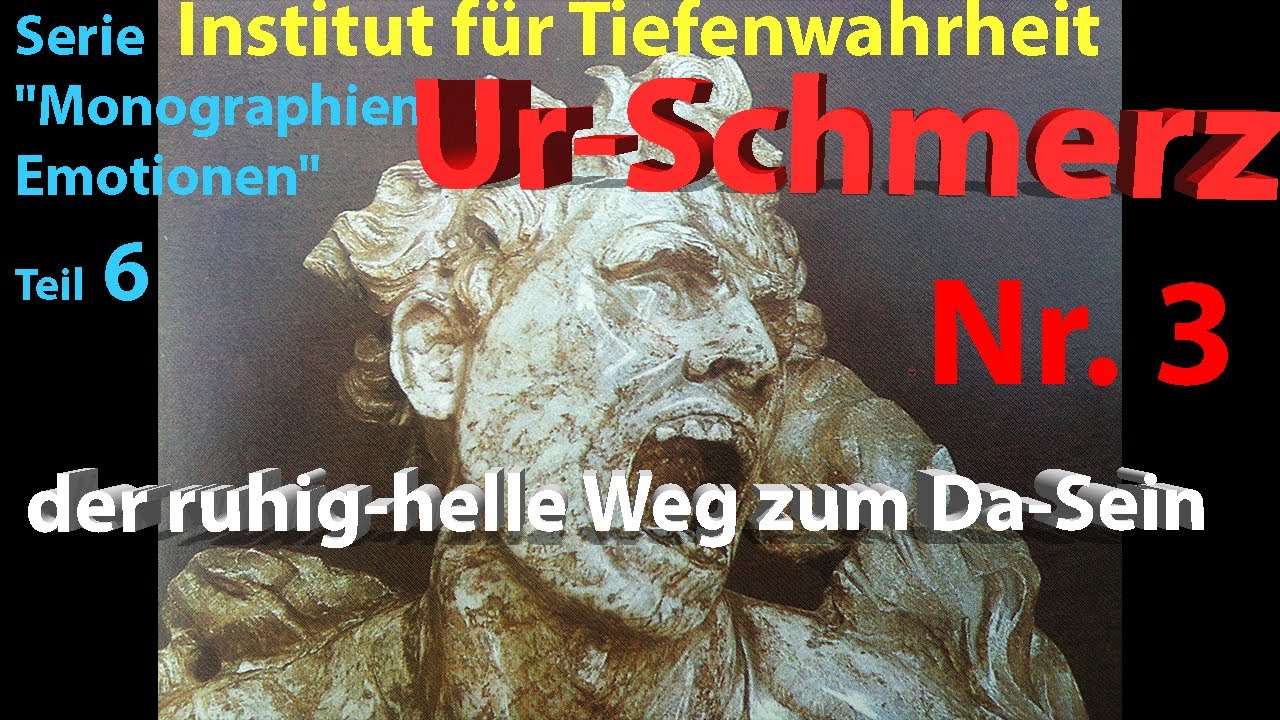 Serie Institut für Tiefenwahrheit
"Monographien
Emotionen"
Ur-Schmerz
Teil 6
Nr. 3
der ruhig-helle Weg zum Da-Sein